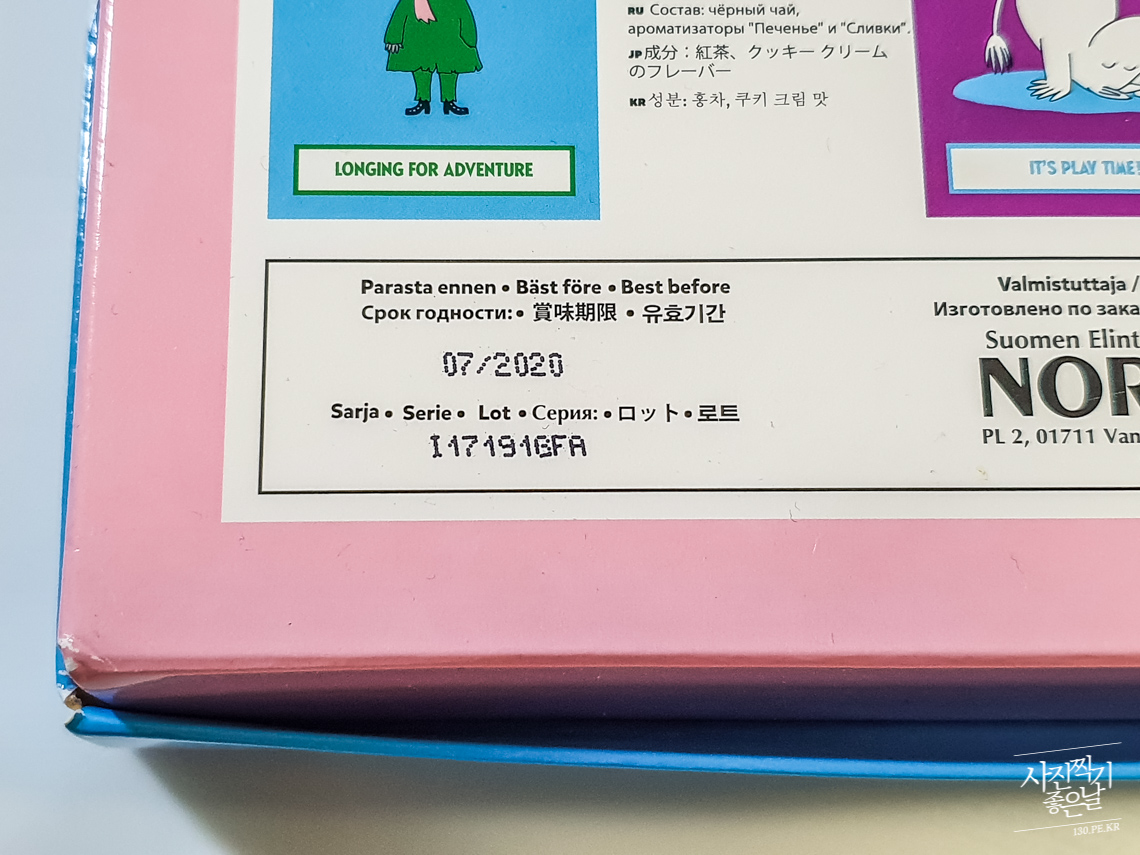 RU Состав: чёрный чай,
ароматизаторы "Печенье" и "Сливки".
JP 成分：紅茶、クッキー クリーム
のフレーバー
KR 성분: 홍차, 쿠키 크림 맛
LONGING FOR ADVENTURE
IT'S PLAY TIME!
Parasta ennen • Bäst före • Best before
Срок годности: • 賞味期限 • 유효기간
07/2020
Sarja • Serie • Lot • Серия: • ロット • 로트
I171916FA
Valmistuttaja /
Изготовлено по зака
Suomen Elint
NOR
PL 2, 01711 Van
사진찍기
좋은날
130.PE.KR